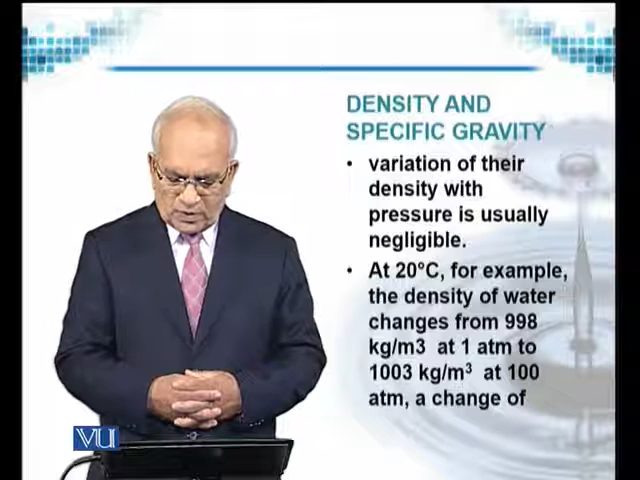 DENSITY AND
SPECIFIC GRAVITY
• variation of their
density with
pressure is usually
negligible.
• At 20°C, for example,
the density of water
changes from 998
kg/m3 at 1 atm to
1003 kg/m³ at 100
atm, a change of
VU